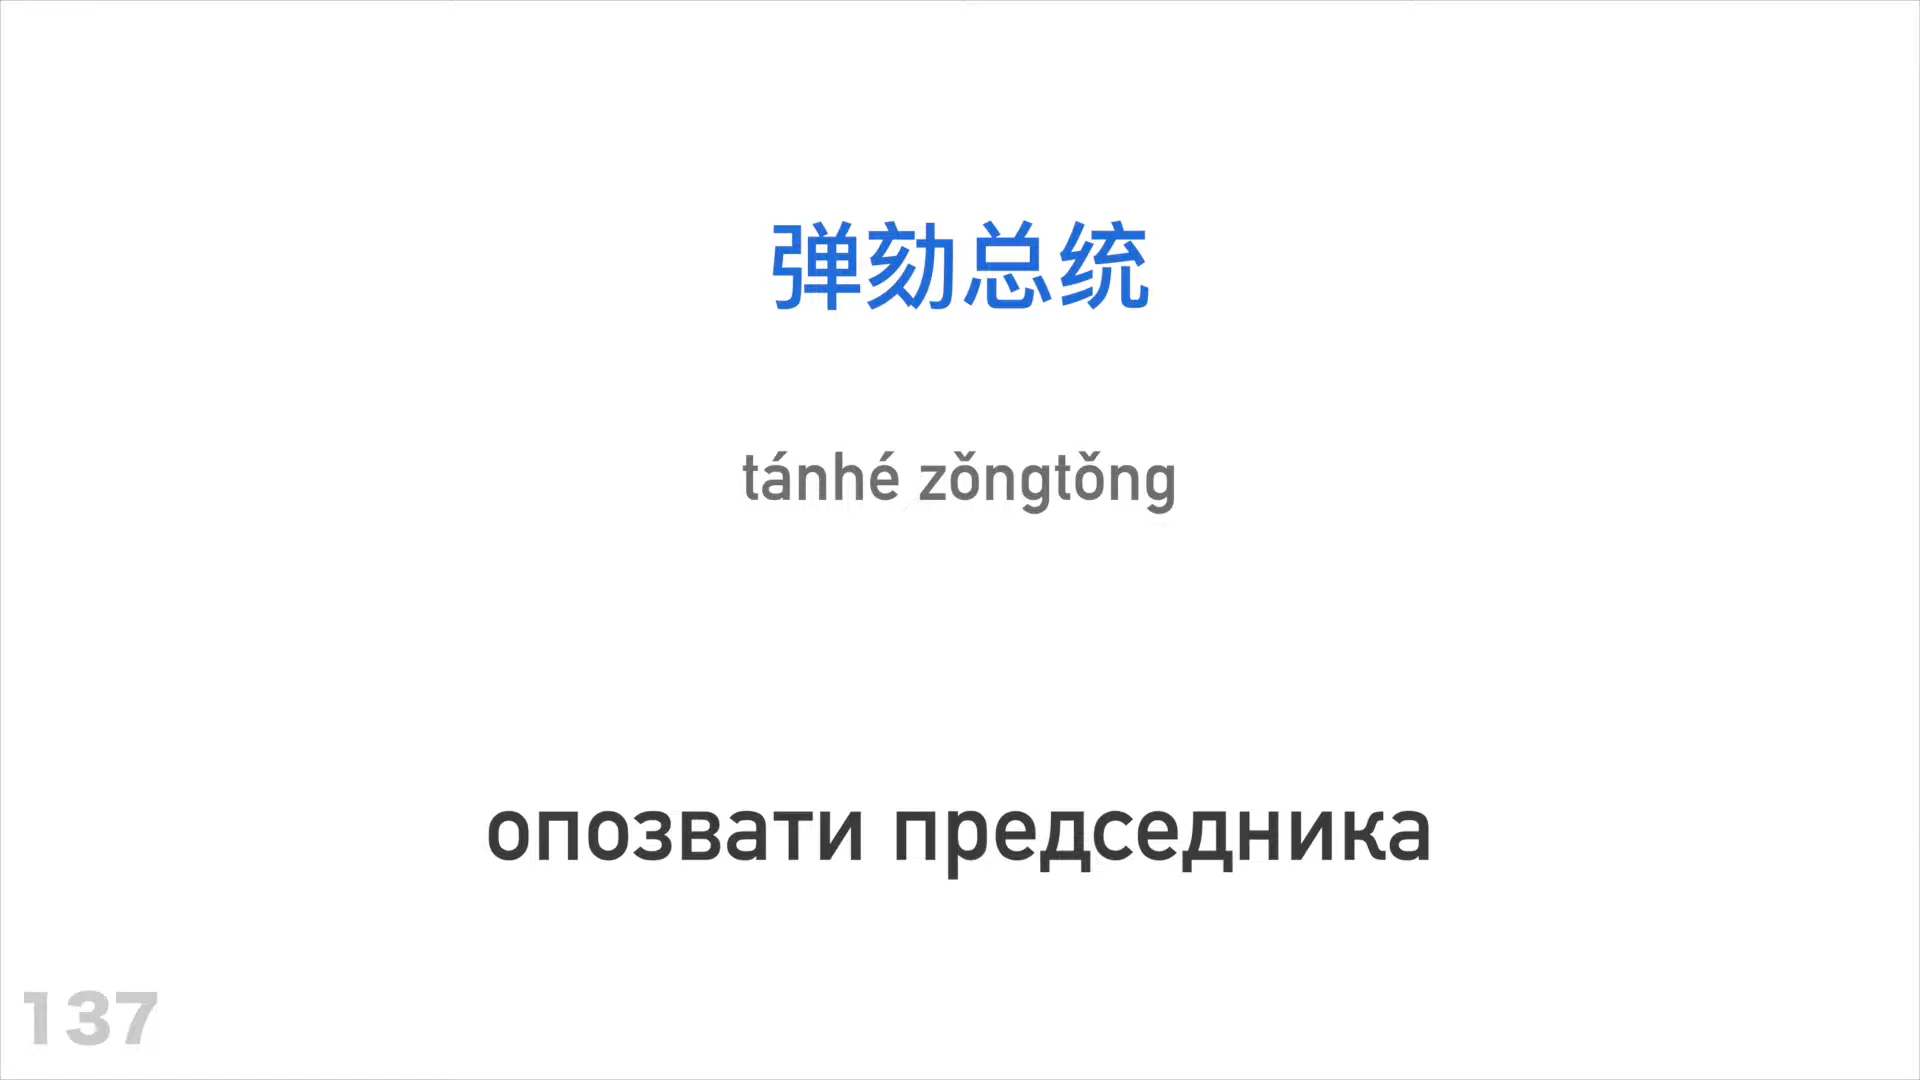 弹劾总统
tánhé zǒngtǒng
опозвати председника
137